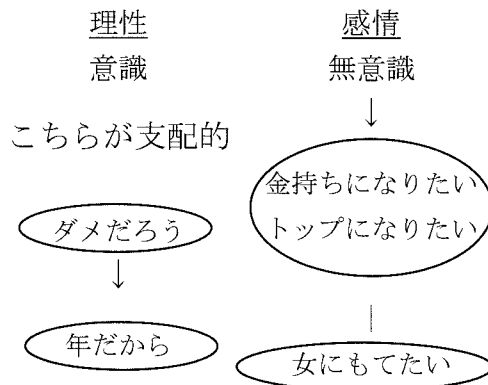 理性
意識
こちらが支配的
ダメだろう
↓
年だから
感情
無意識
↓
金持ちになりたい
トップになりたい
女にもてたい